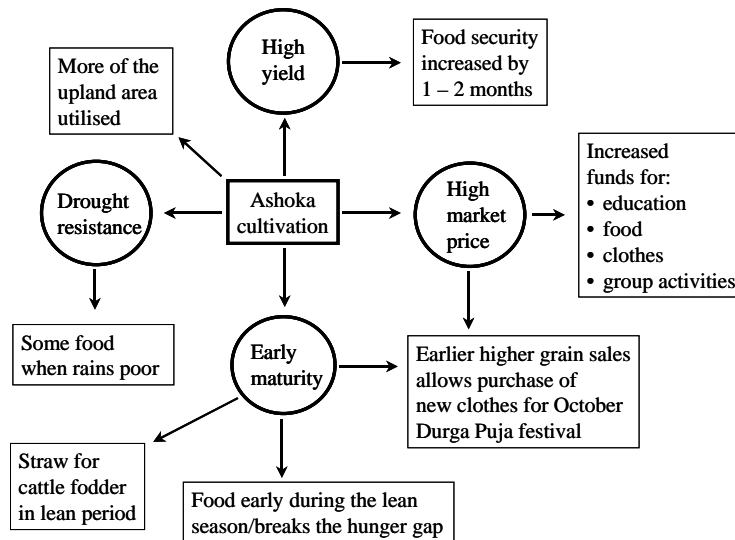 High
yield
Food security
increased by
1 – 2 months
More of the
upland area
utilised
Drought
resistance
Ashoka
cultivation
High
market
price
Increased
funds for:
• education
• food
• clothes
• group activities
Some food
when rains poor
Early
maturity
Earlier higher grain sales
allows purchase of
new clothes for October
Durga Puja festival
Straw for
cattle fodder
in lean period
Food early during the lean
season/breaks the hunger gap